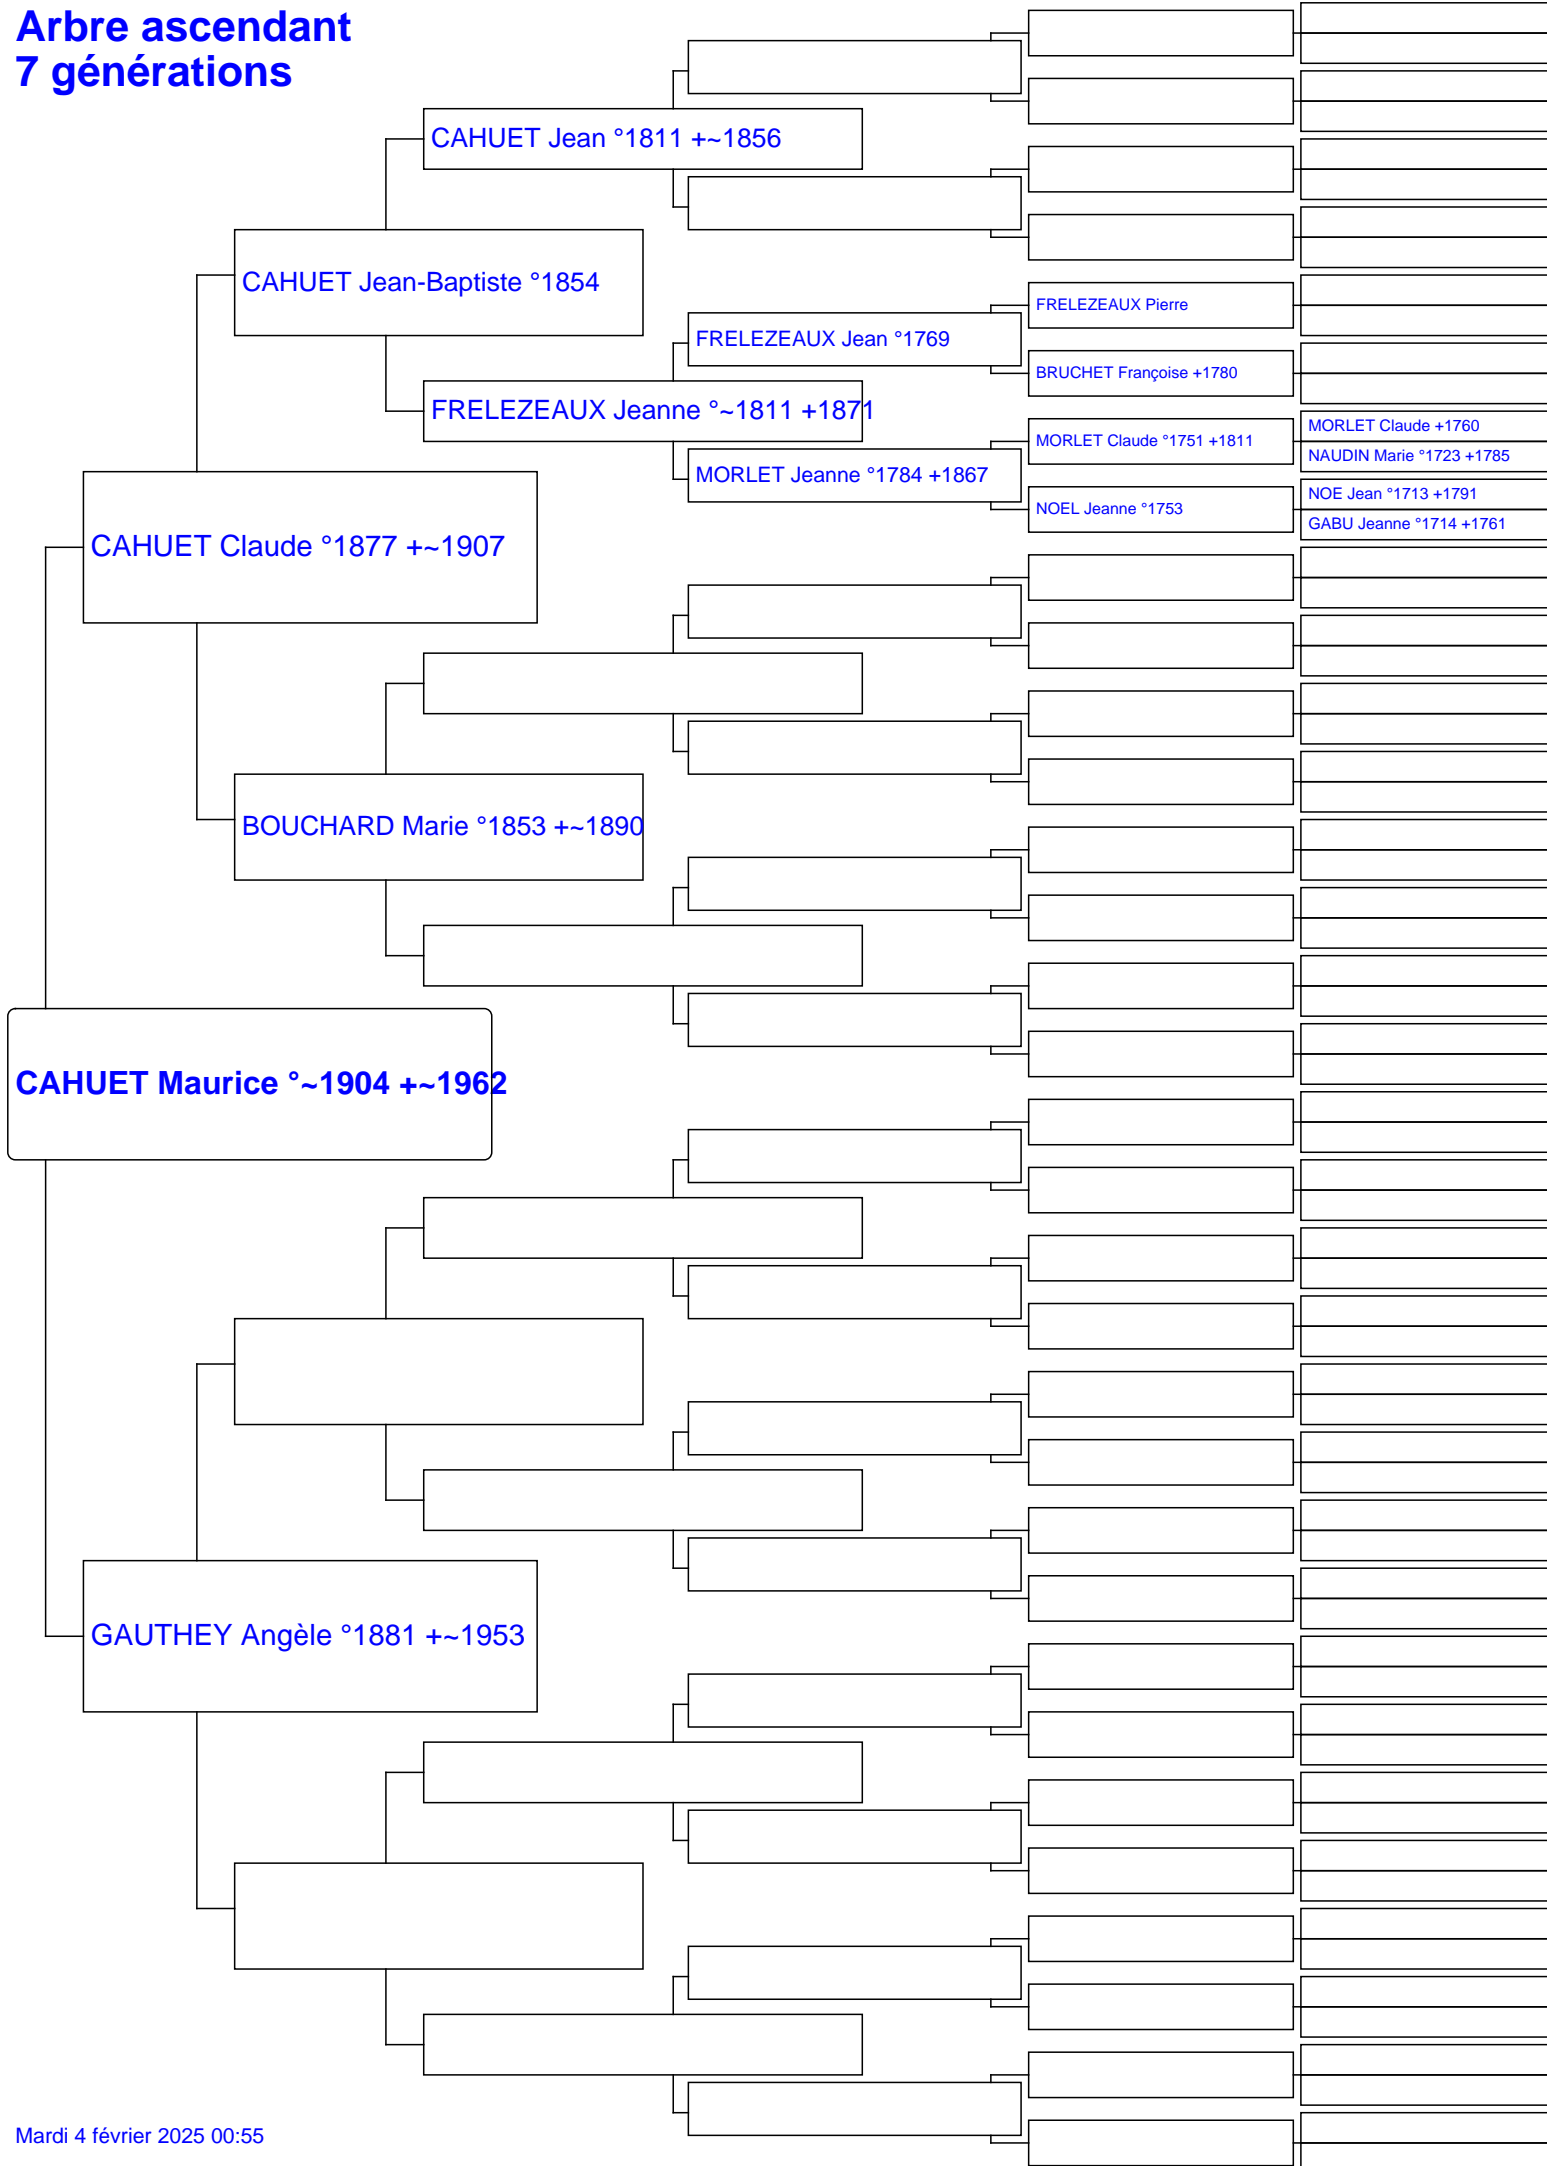 Arbre ascendant
7 générations
CAHUET Jean °1811 +~1856
CAHUET Jean-Baptiste °1854
FRELEZEAUX Pierre
FRELEZEAUX Jean °1769
BRUCHET Françoise +1780
FRELEZEAUX Jeanne °~1811 +1871
MORLET Claude +1760
MORLET Claude °1751 +1811
NAUDIN Marie °1723 +1785
MORLET Jeanne °1784 +1867
NOE Jean °1713 +1791
NOEL Jeanne °1753
GABU Jeanne °1714 +1761
CAHUET Claude °1877 +~1907
BOUCHARD Marie °1853 +~1890
CAHUET Maurice °~1904 +~1962
GAUTHEY Angèle °1881 +~1953
Mardi 4 février 2025 00:55